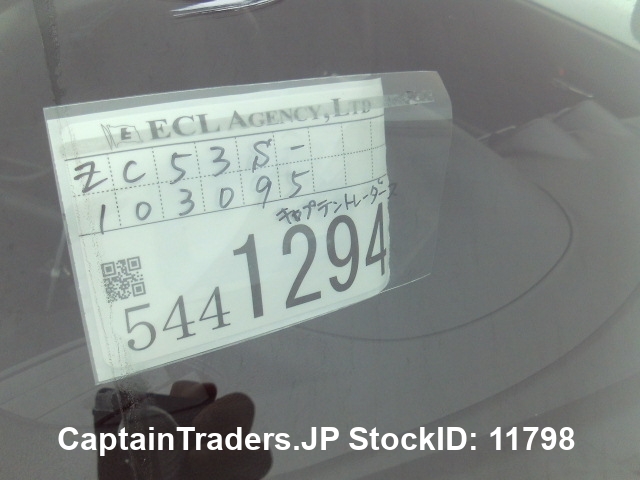 ECL AGENCY, LTD
ZC53S-
103095
キャプテントレーダース
5441294
CaptainTraders.JP StockID: 11798